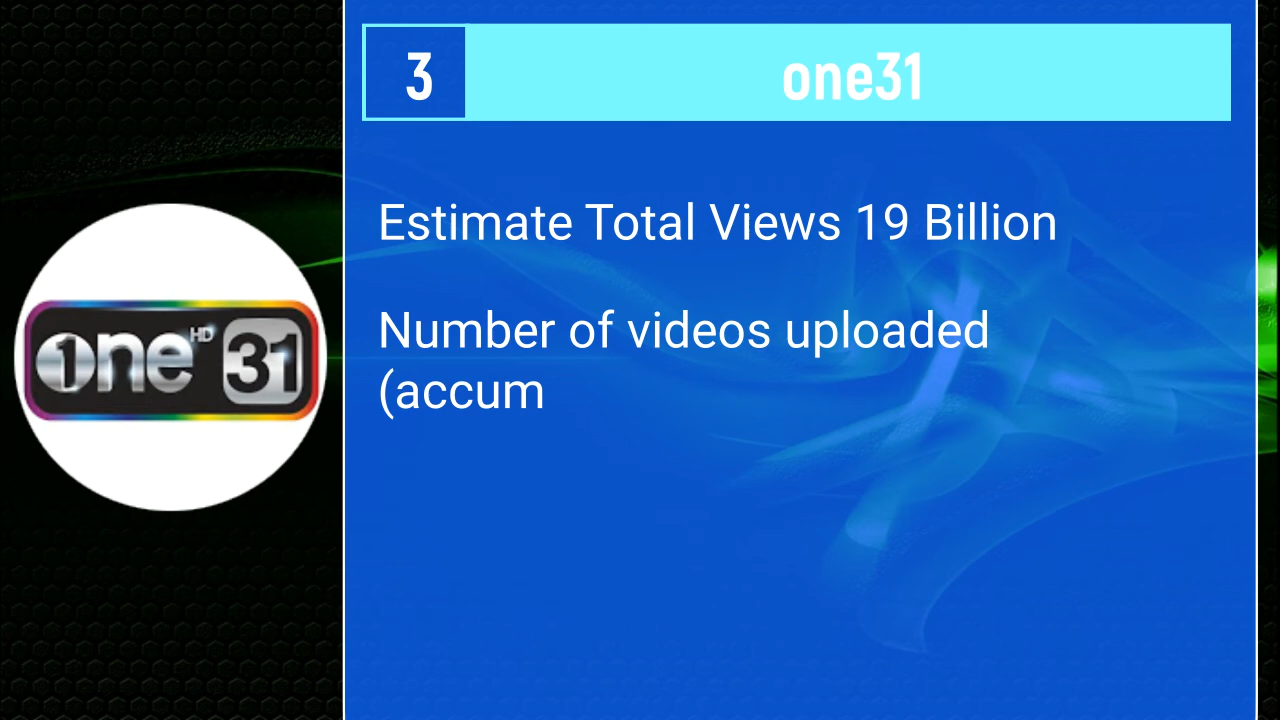 3
one31
Estimate Total Views 19 Billion
one HD 31
Number of videos uploaded
(accum